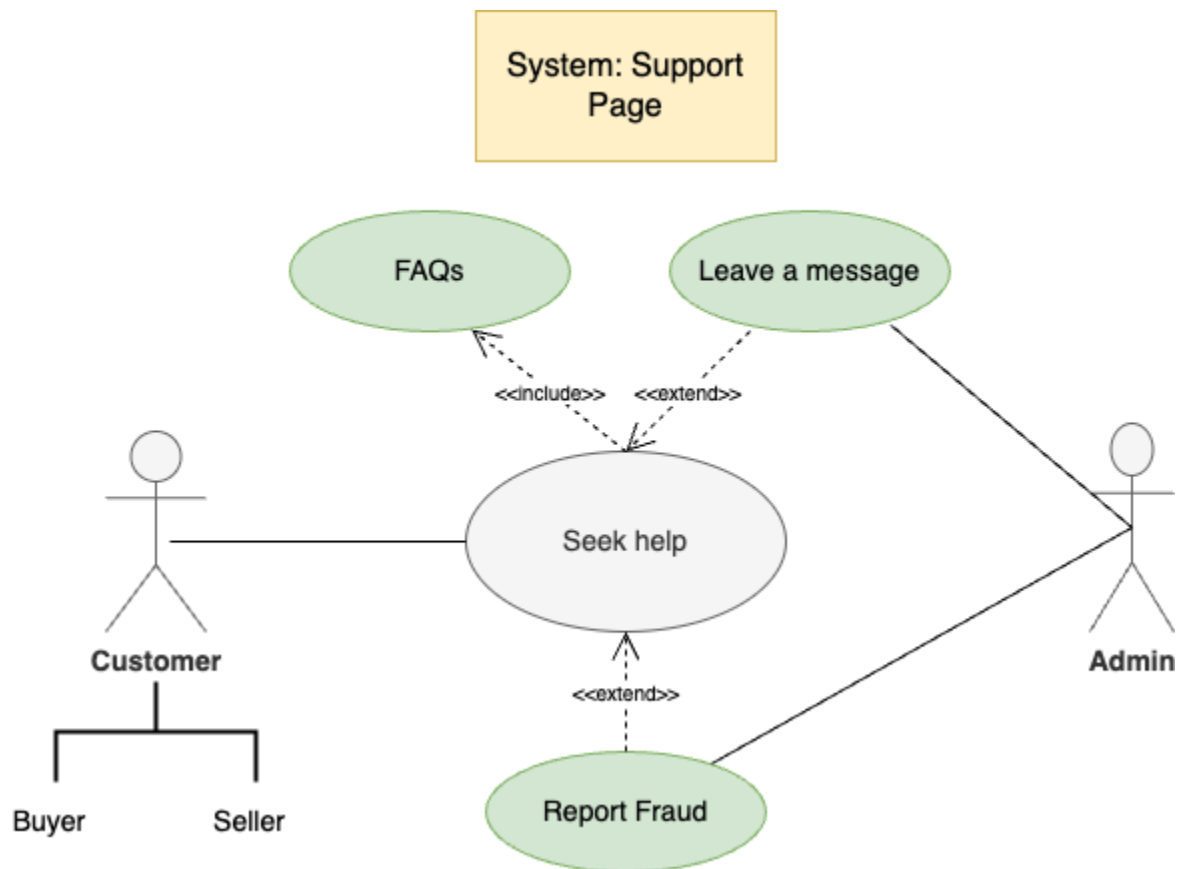 System: Support
Page
FAQs
Leave a message
<<include>>
<<extend>>
Seek help
Customer
Admin
<<extend>>
Buyer
Seller
Report Fraud